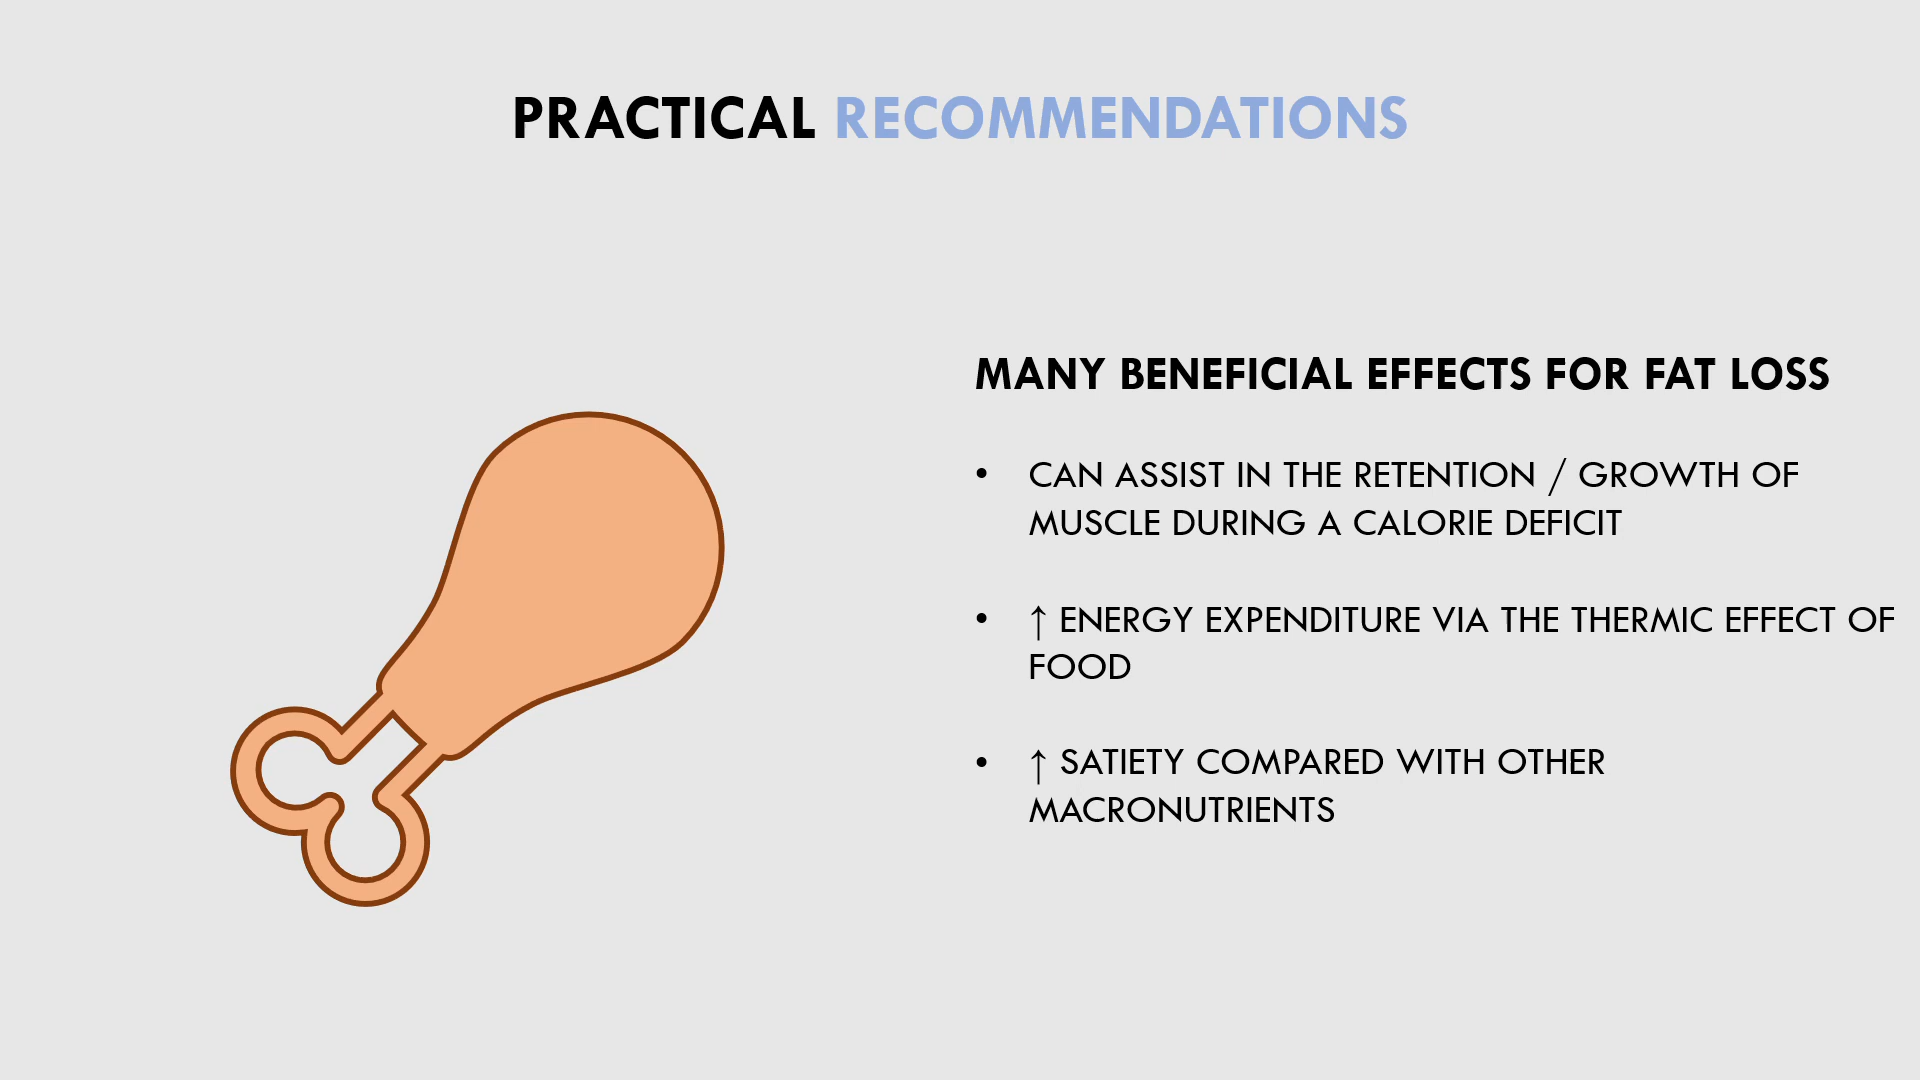 PRACTICAL RECOMMENDATIONS
MANY BENEFICIAL EFFECTS FOR FAT LOSS
• CAN ASSIST IN THE RETENTION / GROWTH OF
MUSCLE DURING A CALORIE DEFICIT
• ↑ ENERGY EXPENDITURE VIA THE THERMIC EFFECT OF
FOOD
• ↑ SATIETY COMPARED WITH OTHER
MACRONUTRIENTS